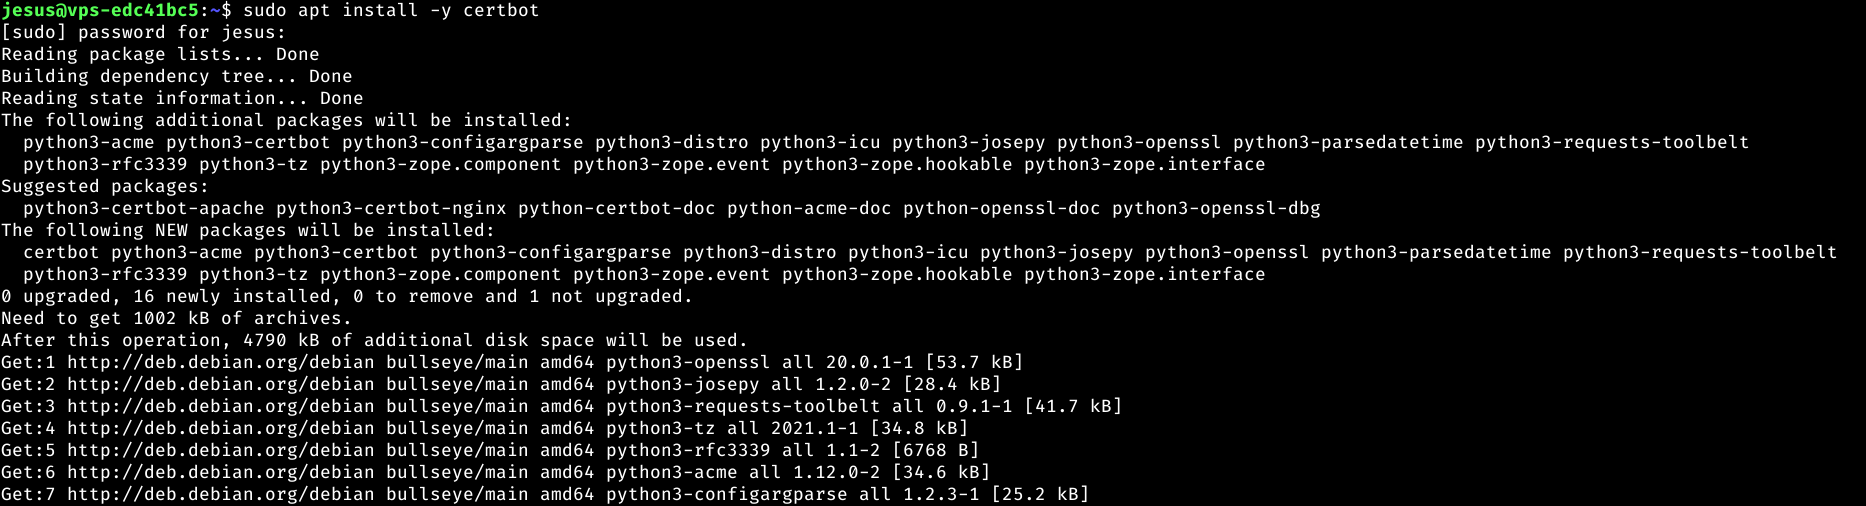 jesus@vps-edc41bc5:~$ sudo apt install -y certbot
[sudo] password for jesus:
Reading package lists... Done
Building dependency tree... Done
Reading state information... Done
The following additional packages will be installed:
  python3-acme python3-certbot python3-configargparse python3-distro python3-icu python3-josepy python3-openssl python3-parsedatetime python3-requests-toolbelt
  python3-rfc3339 python3-tz python3-zope.component python3-zope.event python3-zope.hookable python3-zope.interface
Suggested packages:
  python3-certbot-apache python3-certbot-nginx python-certbot-doc python-acme-doc python-openssl-doc python3-openssl-dbg
The following NEW packages will be installed:
  certbot python3-acme python3-certbot python3-configargparse python3-distro python3-icu python3-josepy python3-openssl python3-parsedatetime python3-requests-toolbelt
  python3-rfc3339 python3-tz python3-zope.component python3-zope.event python3-zope.hookable python3-zope.interface
0 upgraded, 16 newly installed, 0 to remove and 1 not upgraded.
Need to get 1002 kB of archives.
After this operation, 4790 kB of additional disk space will be used.
Get:1 http://deb.debian.org/debian bullseye/main amd64 python3-openssl all 20.0.1-1 [53.7 kB]
Get:2 http://deb.debian.org/debian bullseye/main amd64 python3-josepy all 1.2.0-2 [28.4 kB]
Get:3 http://deb.debian.org/debian bullseye/main amd64 python3-requests-toolbelt all 0.9.1-1 [41.7 kB]
Get:4 http://deb.debian.org/debian bullseye/main amd64 python3-tz all 2021.1-1 [34.8 kB]
Get:5 http://deb.debian.org/debian bullseye/main amd64 python3-rfc3339 all 1.1-2 [6768 B]
Get:6 http://deb.debian.org/debian bullseye/main amd64 python3-acme all 1.12.0-2 [34.6 kB]
Get:7 http://deb.debian.org/debian bullseye/main amd64 python3-configargparse all 1.2.3-1 [25.2 kB]